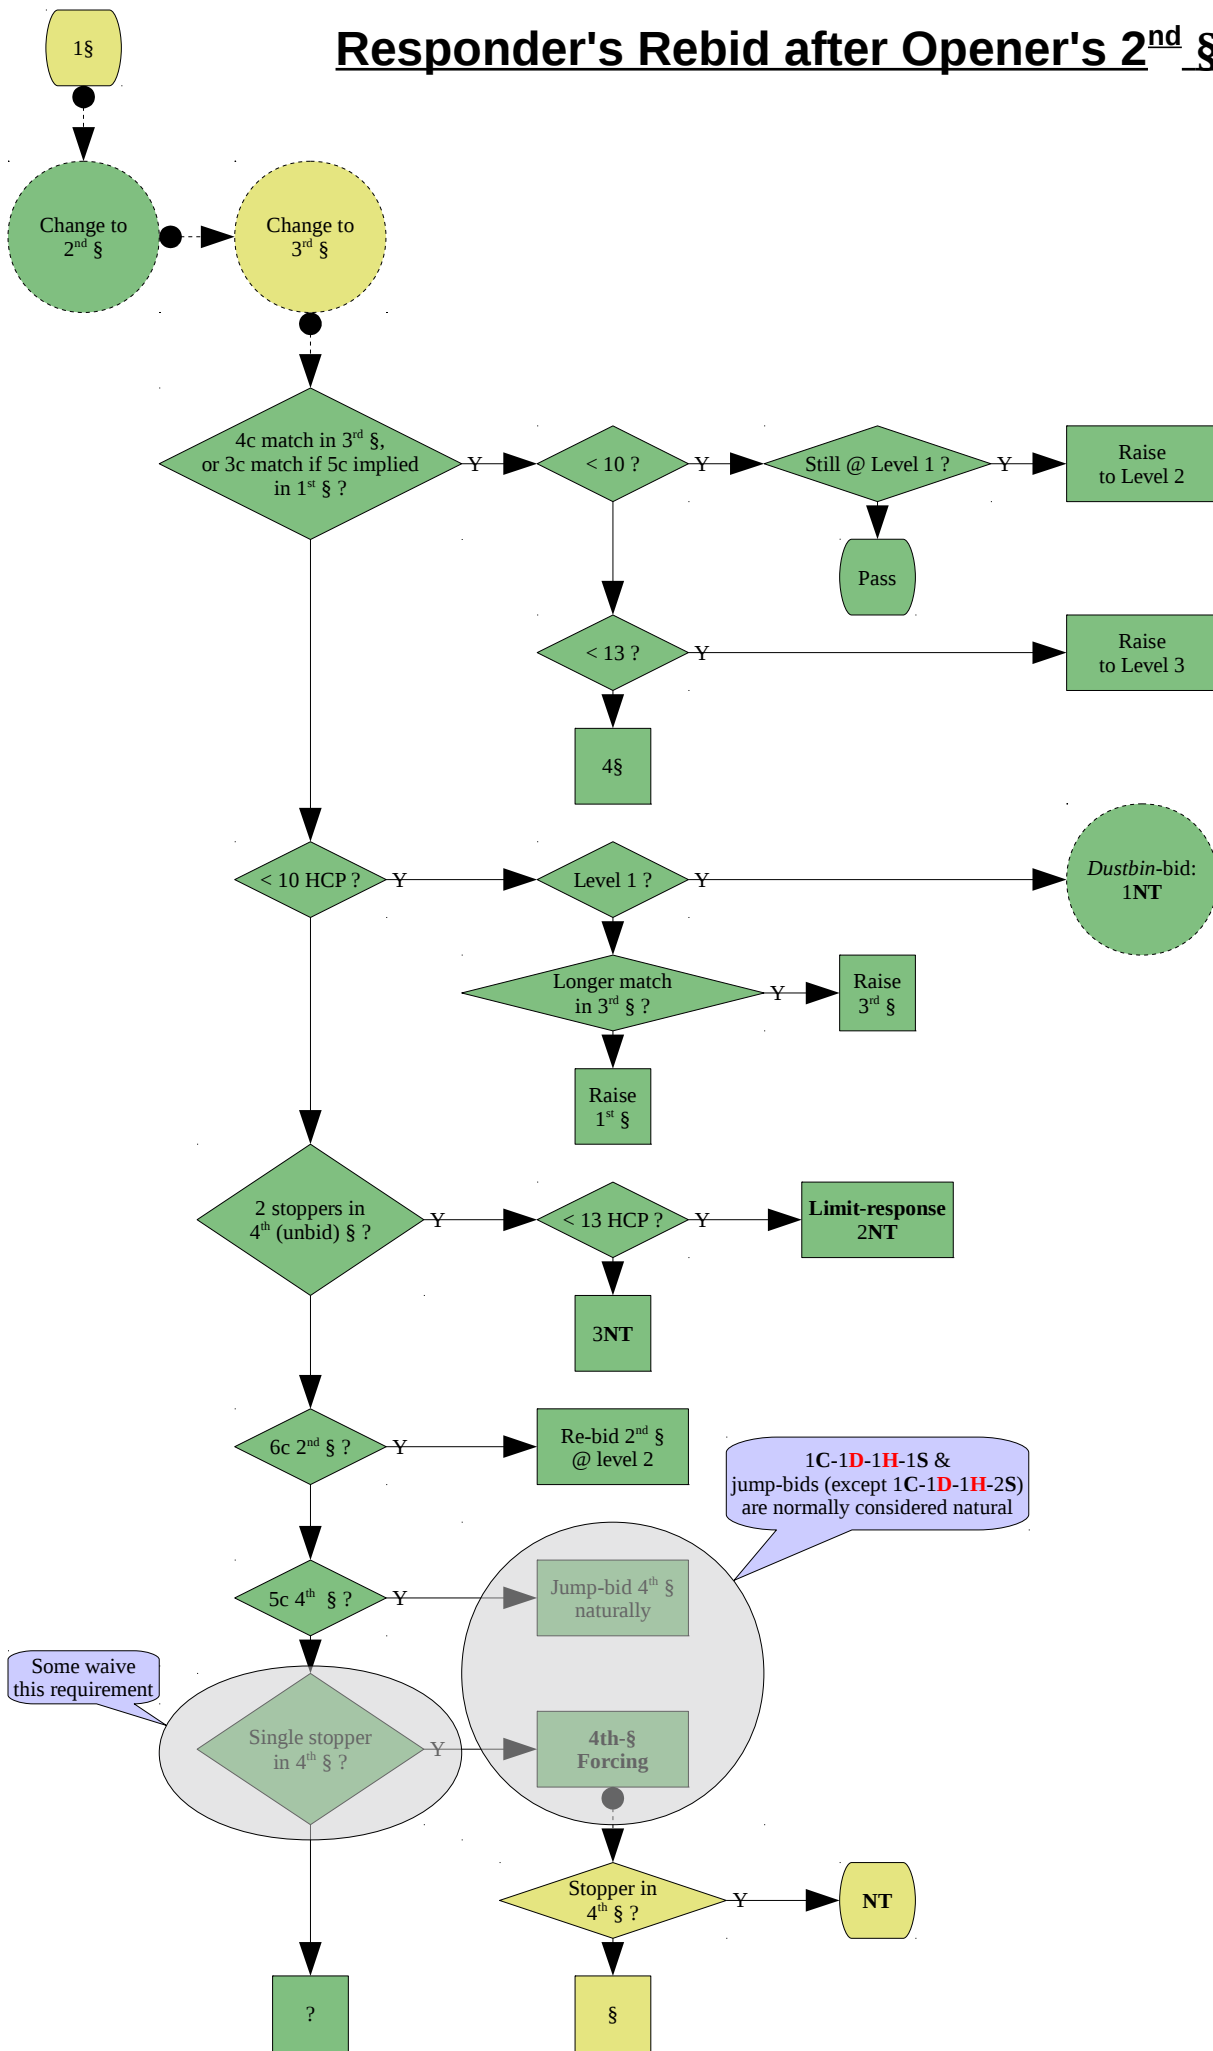 Responder's Rebid after Opener's 2nd §
1§
Change to
2nd §
Change to
3rd §
4c match in 3rd §,
or 3c match if 5c implied
in 1st § ?
Y
< 10 ?
Y
Still @ Level 1 ?
Y
Raise
to Level 2
Pass
< 13 ?
Y
Raise
to Level 3
4§
< 10 HCP ?
Y
Level 1 ?
Y
Dustbin-bid:
1NT
Longer match
in 3rd § ?
Y
Raise
3rd §
Raise
1st §
2 stoppers in
4th (unbid) § ?
Y
< 13 HCP ?
Y
Limit-response
2NT
3NT
6c 2nd § ?
Y
Re-bid 2nd §
@ level 2
1C-1D-1H-1S &
jump-bids (except 1C-1D-1H-2S)
are normally considered natural
5c 4th § ?
Y
Jump-bid 4th §
naturally
Some waive
this requirement
Single stopper
in 4th § ?
Y
4th-§
Forcing
Stopper in
4th § ?
Y
NT
?
§